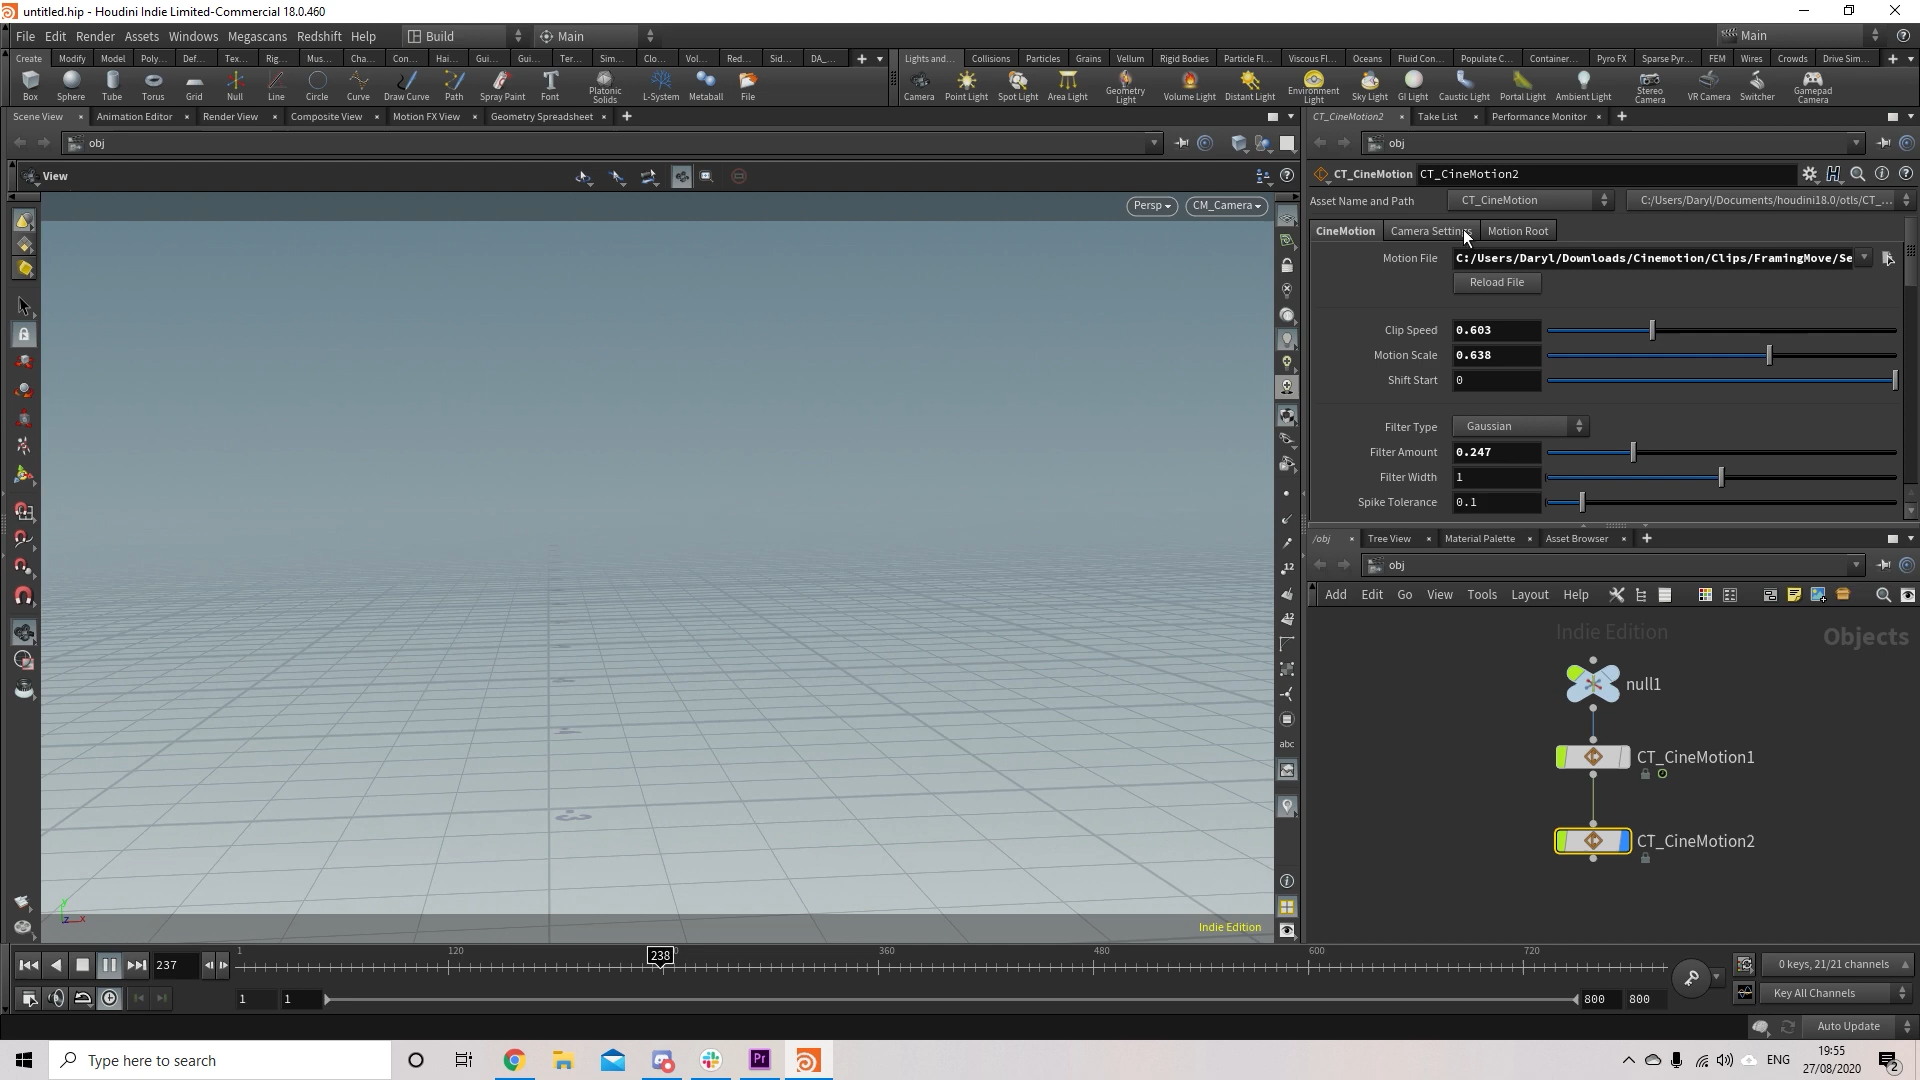 untitled.hip - Houdini Indie Limited-Commercial 18.0.460
File Edit Render Assets Windows Megascans Redshift Help Build Main Main
Create Modify Model Poly... Def... Tex... Rig... Mus... Cha... Con... Hai... Gui... Gui... Ter... Sim... Clo... Vol... Red... Sid... DA_...
Lights and... Collisions Particles Grains Vellum Rigid Bodies Particle Fl... Viscous Fl... Oceans Fluid Con... Populate C... Container... Pyro FX Sparse Pyr... FEM Wires Crowds Drive Sim...
Box Sphere Tube Torus Grid Null Line Circle Curve Draw Curve Path Spray Paint Font Platonic Solids L-System Metaball File
Camera Point Light Spot Light Area Light Geometry Light Volume Light Distant Light Environment Light Sky Light GI Light Caustic Light Portal Light Ambient Light Stereo Camera VR Camera Switcher Gamepad Camera
Scene View Animation Editor Render View Composite View Motion FX View Geometry Spreadsheet
CT_CineMotion2 Take List Performance Monitor
obj
obj
View
CT_CineMotion CT_CineMotion2
Asset Name and Path CT_CineMotion C:/Users/Daryl/Documents/houdini18.0/otls/CT_...
Persp CM_Camera
CineMotion Camera Settings Motion Root
Motion File C:/Users/Daryl/Downloads/Cinemotion/Clips/FramingMove/Se
Reload File
Clip Speed 0.603
Motion Scale 0.638
Shift Start 0
Filter Type Gaussian
Filter Amount 0.247
Filter Width 1
Spike Tolerance 0.1
/obj Tree View Material Palette Asset Browser
obj
Add Edit Go View Tools Layout Help
Indie Edition
Objects
null1
CT_CineMotion1
CT_CineMotion2
12
12
abc
3
y
z x
Indie Edition
237
1 120 238 360 480 600 720
0 keys, 21/21 channels
1 1 800 800
Key All Channels
Auto Update
Type here to search
Pr
ENG
19:55
27/08/2020
2